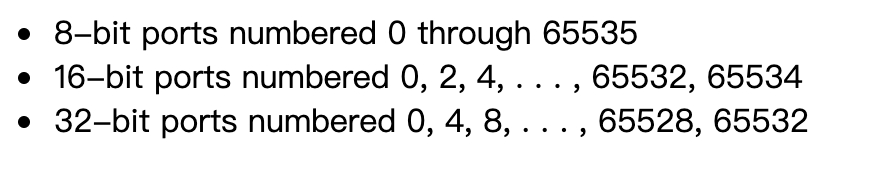 • 8–bit ports numbered 0 through 65535
• 16–bit ports numbered 0, 2, 4, . . . , 65532, 65534
• 32–bit ports numbered 0, 4, 8, . . . , 65528, 65532